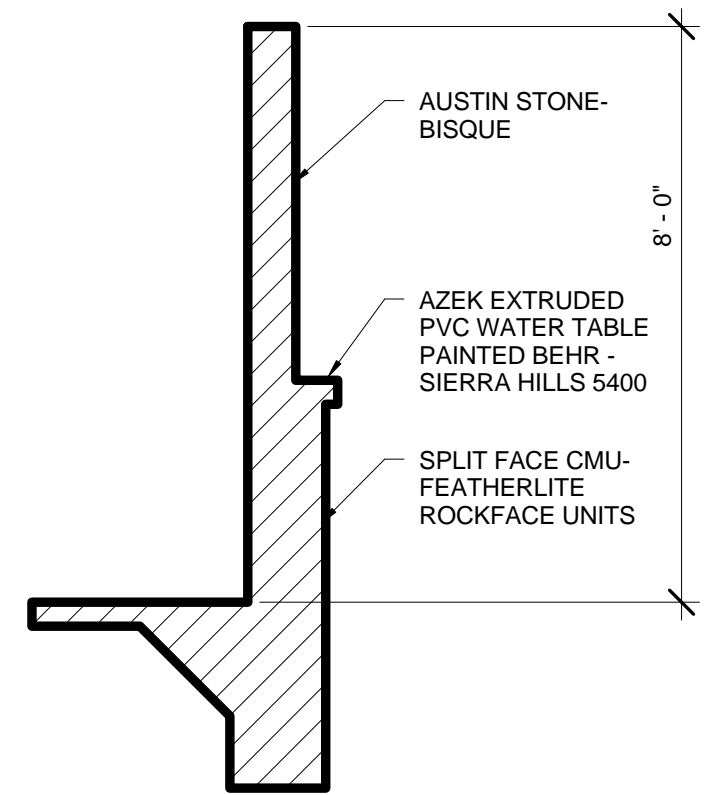 AUSTIN STONE-
BISQUE
8' - 0"
AZEK EXTRUDED
PVC WATER TABLE
PAINTED BEHR -
SIERRA HILLS 5400
SPLIT FACE CMU-
FEATHERLITE
ROCKFACE UNITS